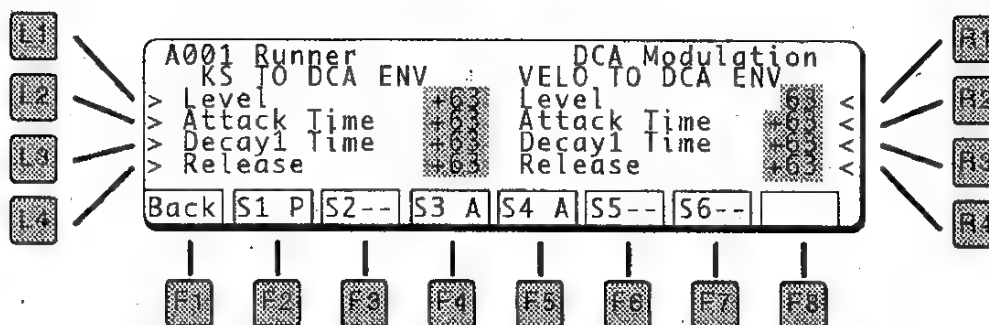 L1
L2
L3
L4
A001 Runner DCA Modulation
KS TO DCA ENV VELO TO DCA ENV
> Level +63 Level 63 <
> Attack Time +63 Attack Time +63 <
> Decay1 Time +63 Decay1 Time +63 <
> Release +63 Release +63 <
Back S1 P S2-- S3 A S4 A S5-- S6--
R1
R2
R3
R4
F1 F2 F3 F4 F5 F6 F7 F8